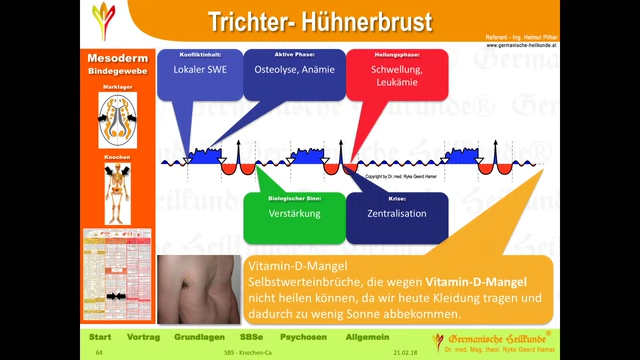 Trichter- Hühnerbrust
Referent - Ing. Helmut Pilhar
www.germanische-heilkunde.at
Mesoderm
Bindegewebe
Marklager
Knochen
Konfliktinhalt:
Lokaler SWE
Aktive Phase:
Osteolyse, Anämie
Heilungsphase:
Schwellung,
Leukämie
Copyright by Dr. med. Ryke Geerd Hamer
Biologischer Sinn:
Verstärkung
Krise:
Zentralisation
Vitamin-D-Mangel
Selbstwerteinbrüche, die wegen Vitamin-D-Mangel
nicht heilen können, da wir heute Kleidung tragen und
dadurch zu wenig Sonne abbekommen.
Start Vortrag Grundlagen SBSe Psychosen Allgemein
64 SBS - Knochen-Ca 21.02.18
Germanische Heilkunde®
Dr. med. Mag. theol. Ryke Geerd Hamer